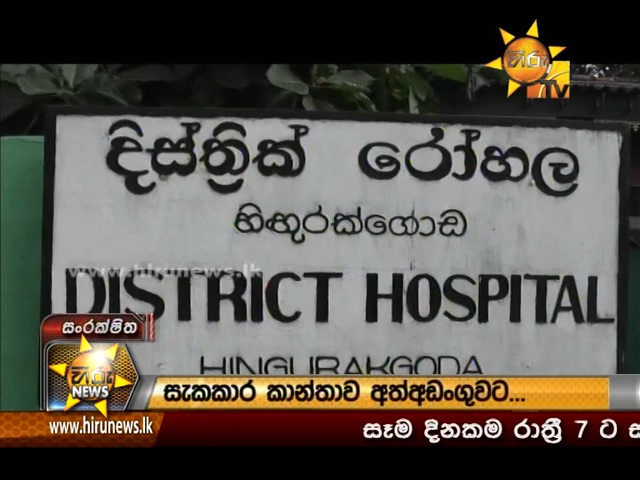 හිරු
TV
දිස්ත්‍රික් රෝහල
හිඟුරක්ගොඩ
www.hirunews.lk
DISTRICT HOSPITAL
HINGURAKGODA
සංරක්ෂිත
හිරු
NEWS
සැකකාර කාන්තාව අත්අඩංගුවට...
www.hirunews.lk
සෑම දිනකම රාත්‍රී 7 ට